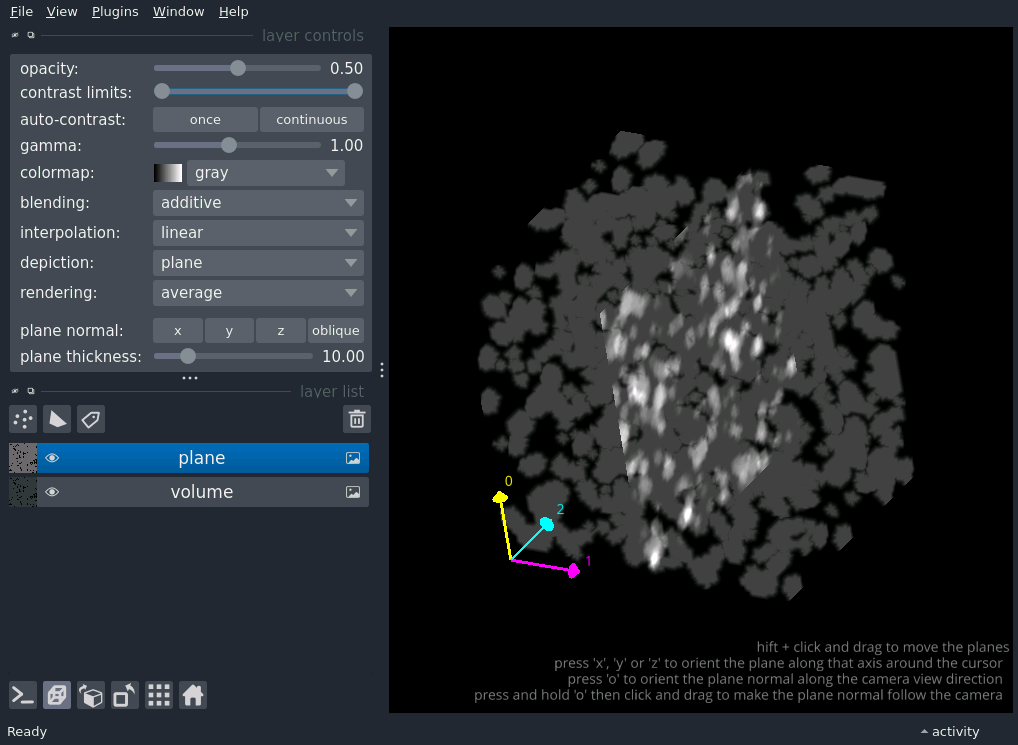 File View Plugins Window Help
layer controls
opacity: 0.50
contrast limits:
auto-contrast: once continuous
gamma: 1.00
colormap: gray
blending: additive
interpolation: linear
depiction: plane
rendering: average
plane normal: x y z oblique
plane thickness: 10.00
layer list
plane
volume
0
2
1
hift + click and drag to move the planes
press 'x', 'y' or 'z' to orient the plane along that axis around the cursor
press 'o' to orient the plane normal along the camera view direction
press and hold 'o' then click and drag to make the plane normal follow the camera
Ready activity